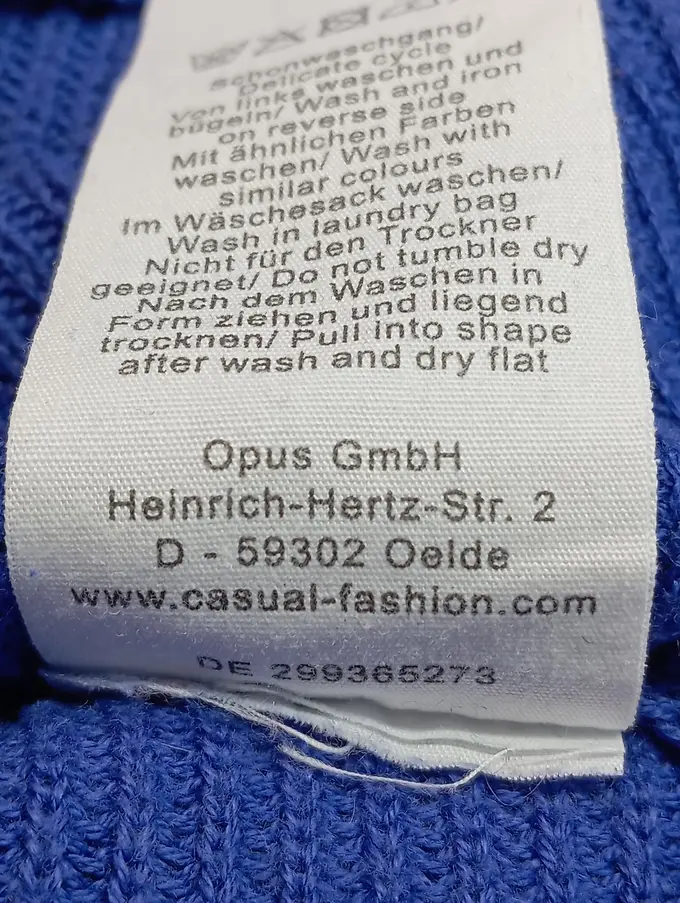 schonwaschgang/
Delicate cycle
Von links waschen und
bügeln/ Wash and iron
on reverse side
Mit ähnlichen Farben
waschen/ Wash with
similar colours
Im Wäschesack waschen/
Wash in laundry bag
Nicht für den Trockner
geeignet/ Do not tumble dry
Nach dem Waschen in
Form ziehen und liegend
trocknen/ Pull into shape
after wash and dry flat
Opus GmbH
Heinrich-Hertz-Str. 2
D - 59302 Oelde
www.casual-fashion.com
DE 299365273